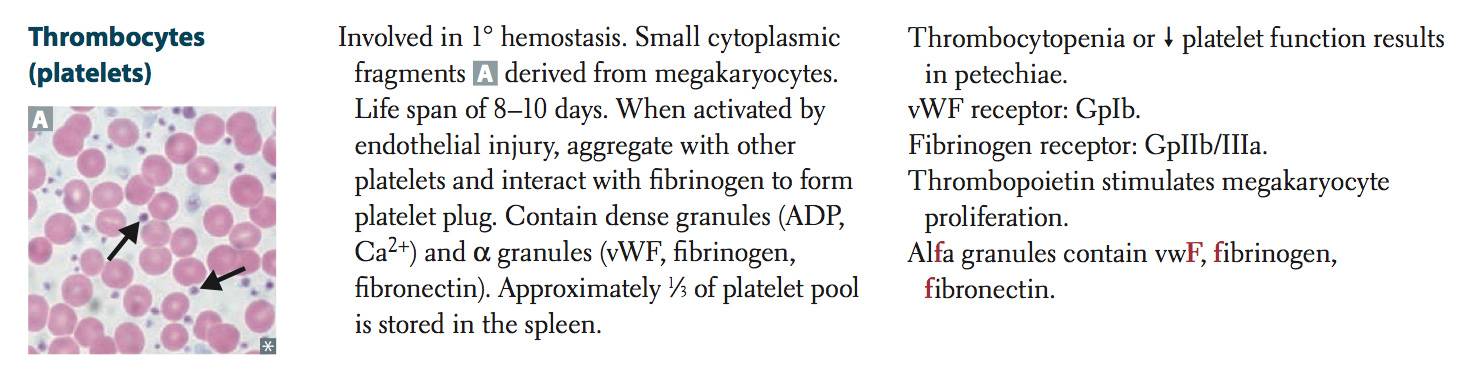 Thrombocytes
(platelets)
A
*
Involved in 1° hemostasis. Small cytoplasmic
fragments A derived from megakaryocytes.
Life span of 8–10 days. When activated by
endothelial injury, aggregate with other
platelets and interact with fibrinogen to form
platelet plug. Contain dense granules (ADP,
Ca²⁺) and α granules (vWF, fibrinogen,
fibronectin). Approximately ⅓ of platelet pool
is stored in the spleen.
Thrombocytopenia or ↓ platelet function results
in petechiae.
vWF receptor: GpIb.
Fibrinogen receptor: GpIIb/IIIa.
Thrombopoietin stimulates megakaryocyte
proliferation.
Alfa granules contain vwF, fibrinogen,
fibronectin.